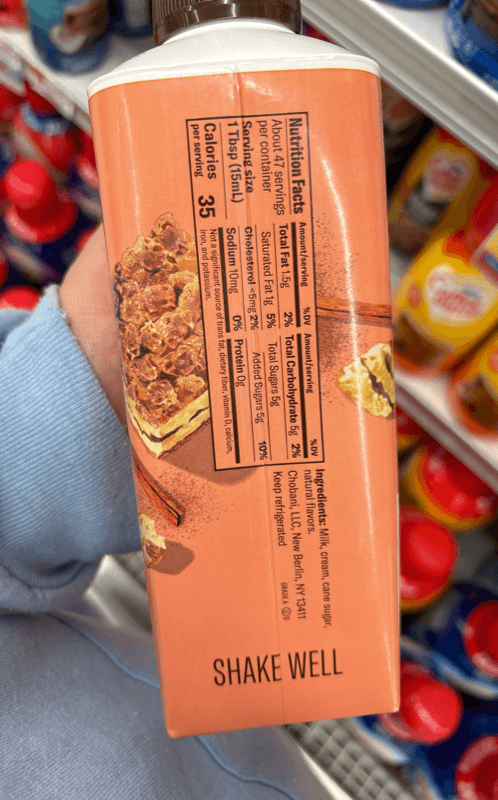 Nutrition Facts
About 47 servings
per container
Serving size
1 Tbsp (15mL)
Calories 35
per serving
Amount/serving %DV
Total Fat 1.5g 2%
Saturated Fat 1g 5%
Cholesterol <5mg 2%
Sodium 10mg 0%
Amount/serving %DV
Total Carbohydrate 5g 2%
Total Sugars 5g
Added Sugars 5g 10%
Protein 0g
Not a significant source of trans fat, dietary fiber, vitamin D, calcium,
iron, and potassium.
Ingredients: Milk, cream, cane sugar,
natural flavors.
Chobani, LLC, New Berlin, NY 13411
Keep refrigerated
GRADE A
SHAKE WELL